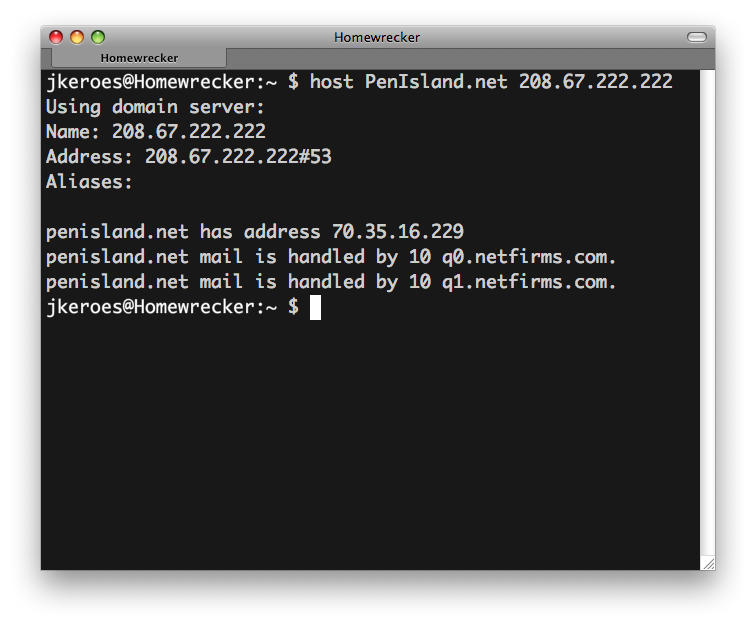 Homewrecker
Homewrecker
jkeroes@Homewrecker:~ $ host PenIsland.net 208.67.222.222
Using domain server:
Name: 208.67.222.222
Address: 208.67.222.222#53
Aliases:
penisland.net has address 70.35.16.229
penisland.net mail is handled by 10 q0.netfirms.com.
penisland.net mail is handled by 10 q1.netfirms.com.
jkeroes@Homewrecker:~ $